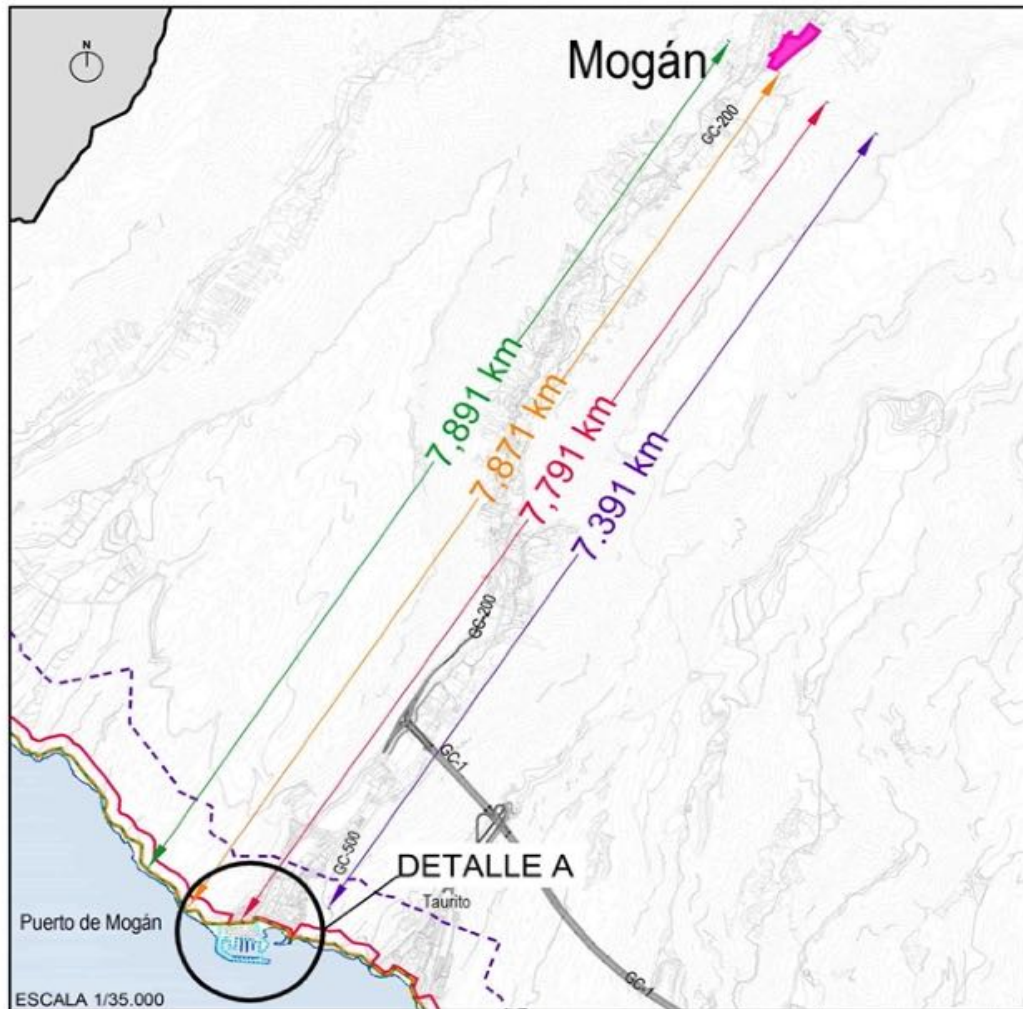 N
Mogán
GC-200
7,891 km
7,871 km
7,791 km
7.391 km
GC-200
GC-1
GC-500
DETALLE A
Taurito
Puerto de Mogán
GC-1
ESCALA 1/35.000